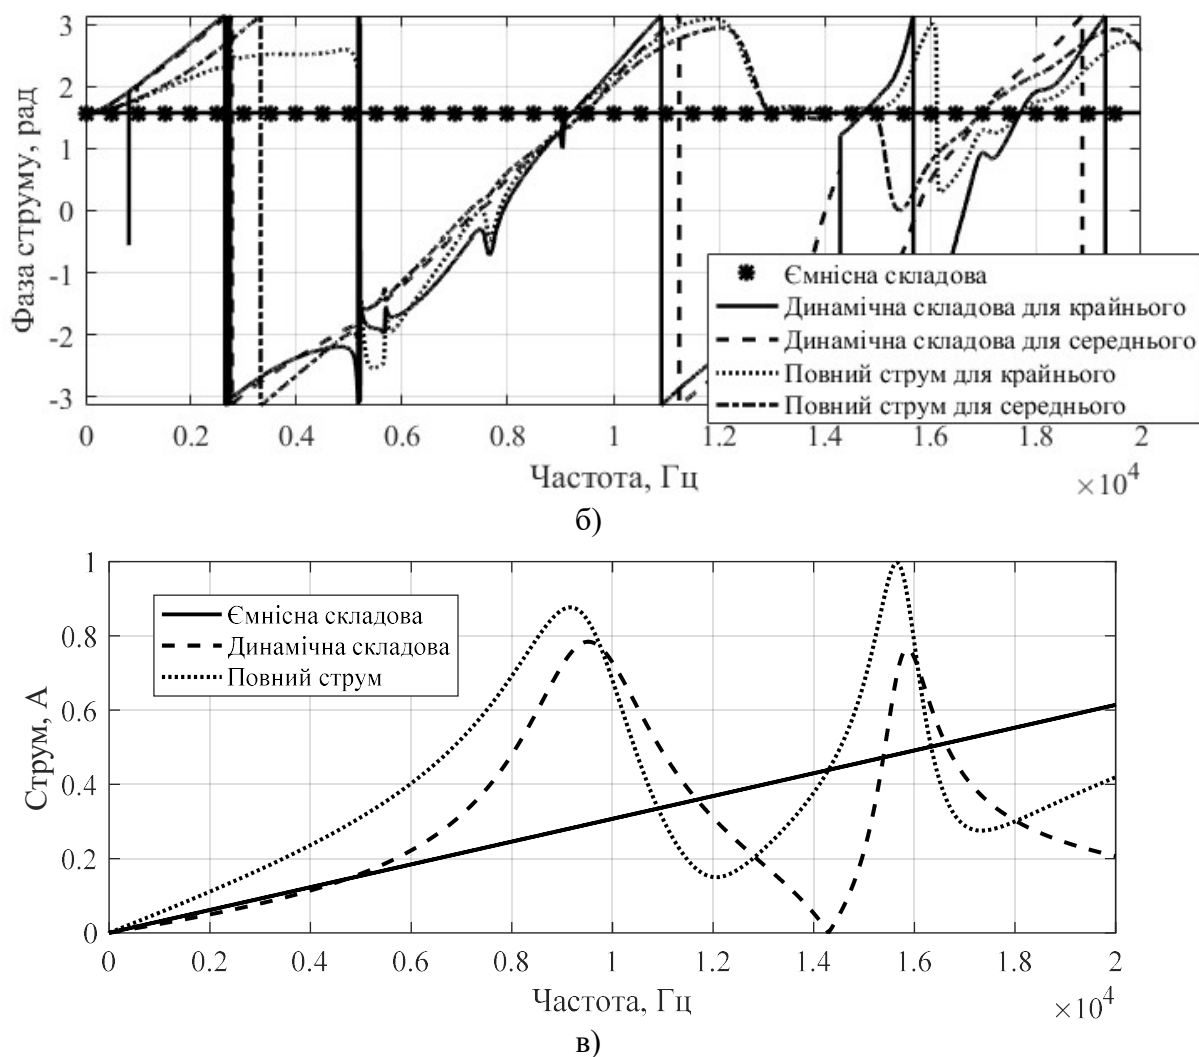 3
2
1
0
-1
-2
-3
Фаза струму, рад
Ємнісна складова
Динамічна складова для крайнього
Динамічна складова для середнього
Повний струм для крайнього
Повний струм для середнього
0 0.2 0.4 0.6 0.8 1 1.2 1.4 1.6 1.8 2
Частота, Гц
×10⁴
б)
1
0.8
0.6
0.4
0.2
0
Струм, А
Ємнісна складова
Динамічна складова
Повний струм
0 0.2 0.4 0.6 0.8 1 1.2 1.4 1.6 1.8 2
Частота, Гц
×10⁴
в)